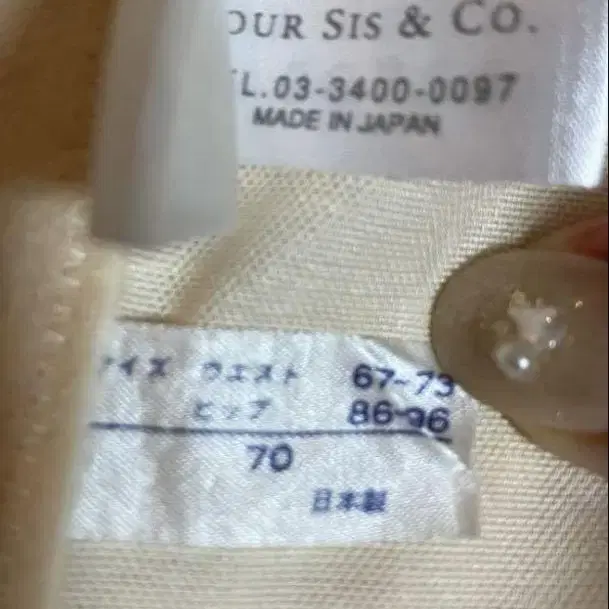 OUR SIS & CO.
EL.03-3400-0097
MADE IN JAPAN
イズ ウエスト 67~73
ヒップ 86-96
70
日本製